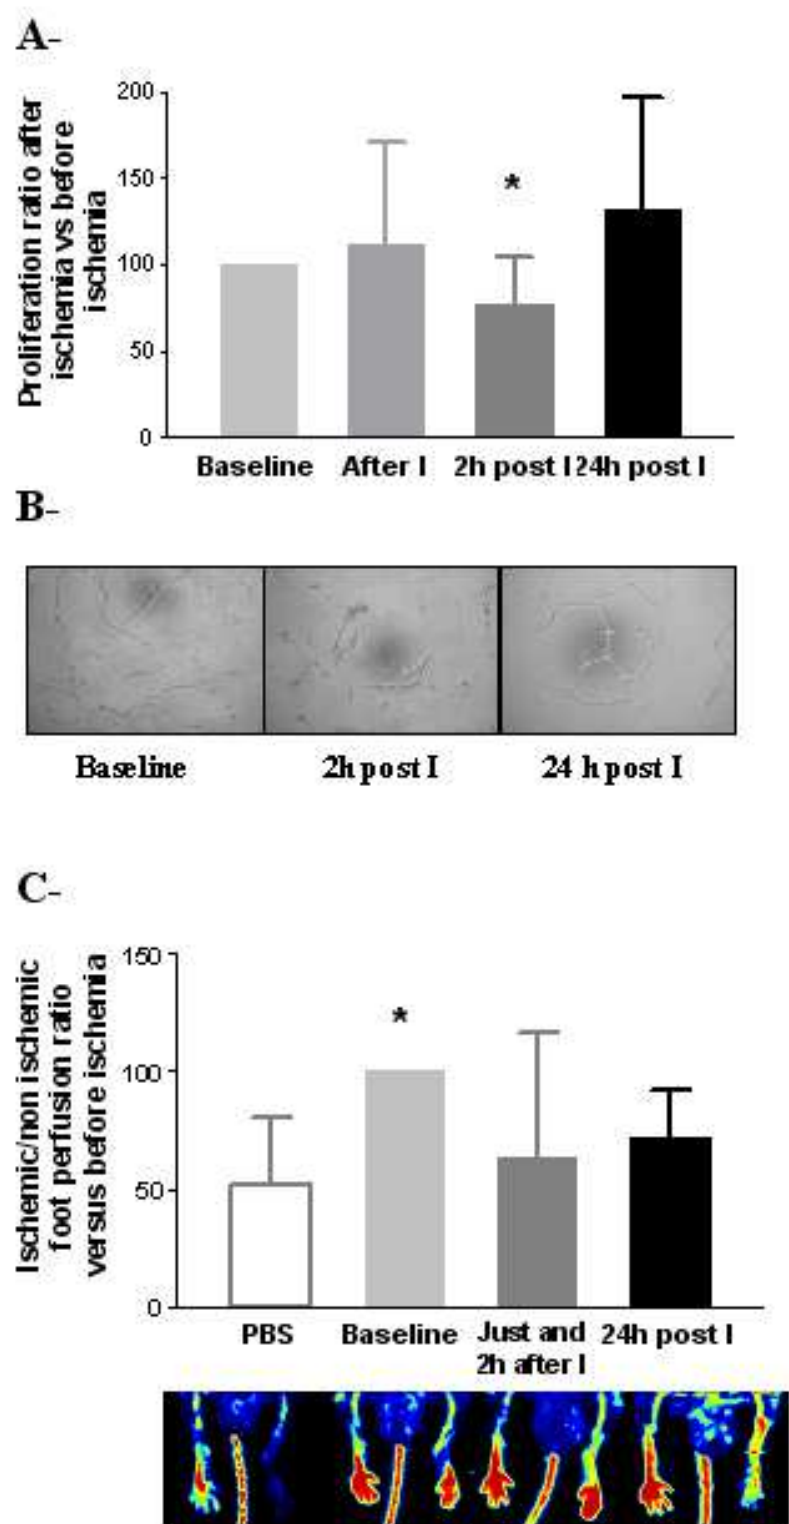 A-
Proliferation ratio after
ischemia vs before
ischemia
200
150
100
50
0
*
Baseline After I 2h post I 24h post I
B-
Baseline 2h post I 24 h post I
C-
Ischemic/non ischemic
foot perfusion ratio
versus before ischemia
150
100
50
0
*
PBS Baseline Just and 24h post I
2h after I